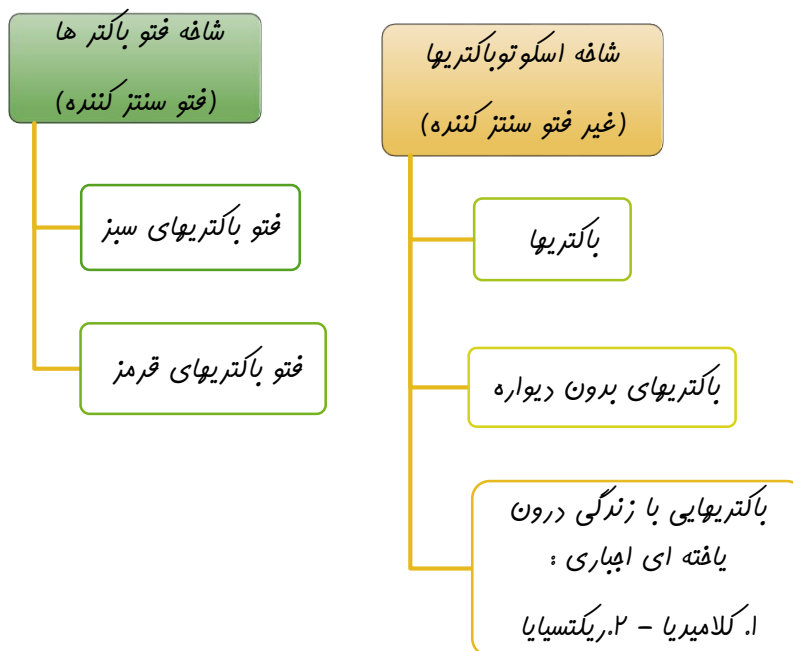 شاخه فتو باکتر ها
(فتو سنتز کننده)
فتو باکتریهای سبز
فتو باکتریهای قرمز
شاخه اسکوتوباکتریها
(غیر فتو سنتز کننده)
باکتریها
باکتریهای بدون دیواره
باکتریهایی با زندگی درون
یاخته ای اجباری :
۱. کلامیدیا – ۲.ریکتسیایا